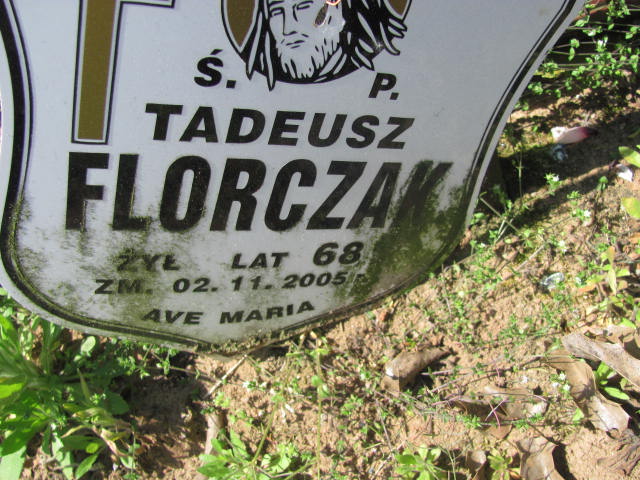 Ś. P.
TADEUSZ
FLORCZAK
ŻYŁ LAT 68
ZM. 02. 11. 2005 r.
AVE MARIA